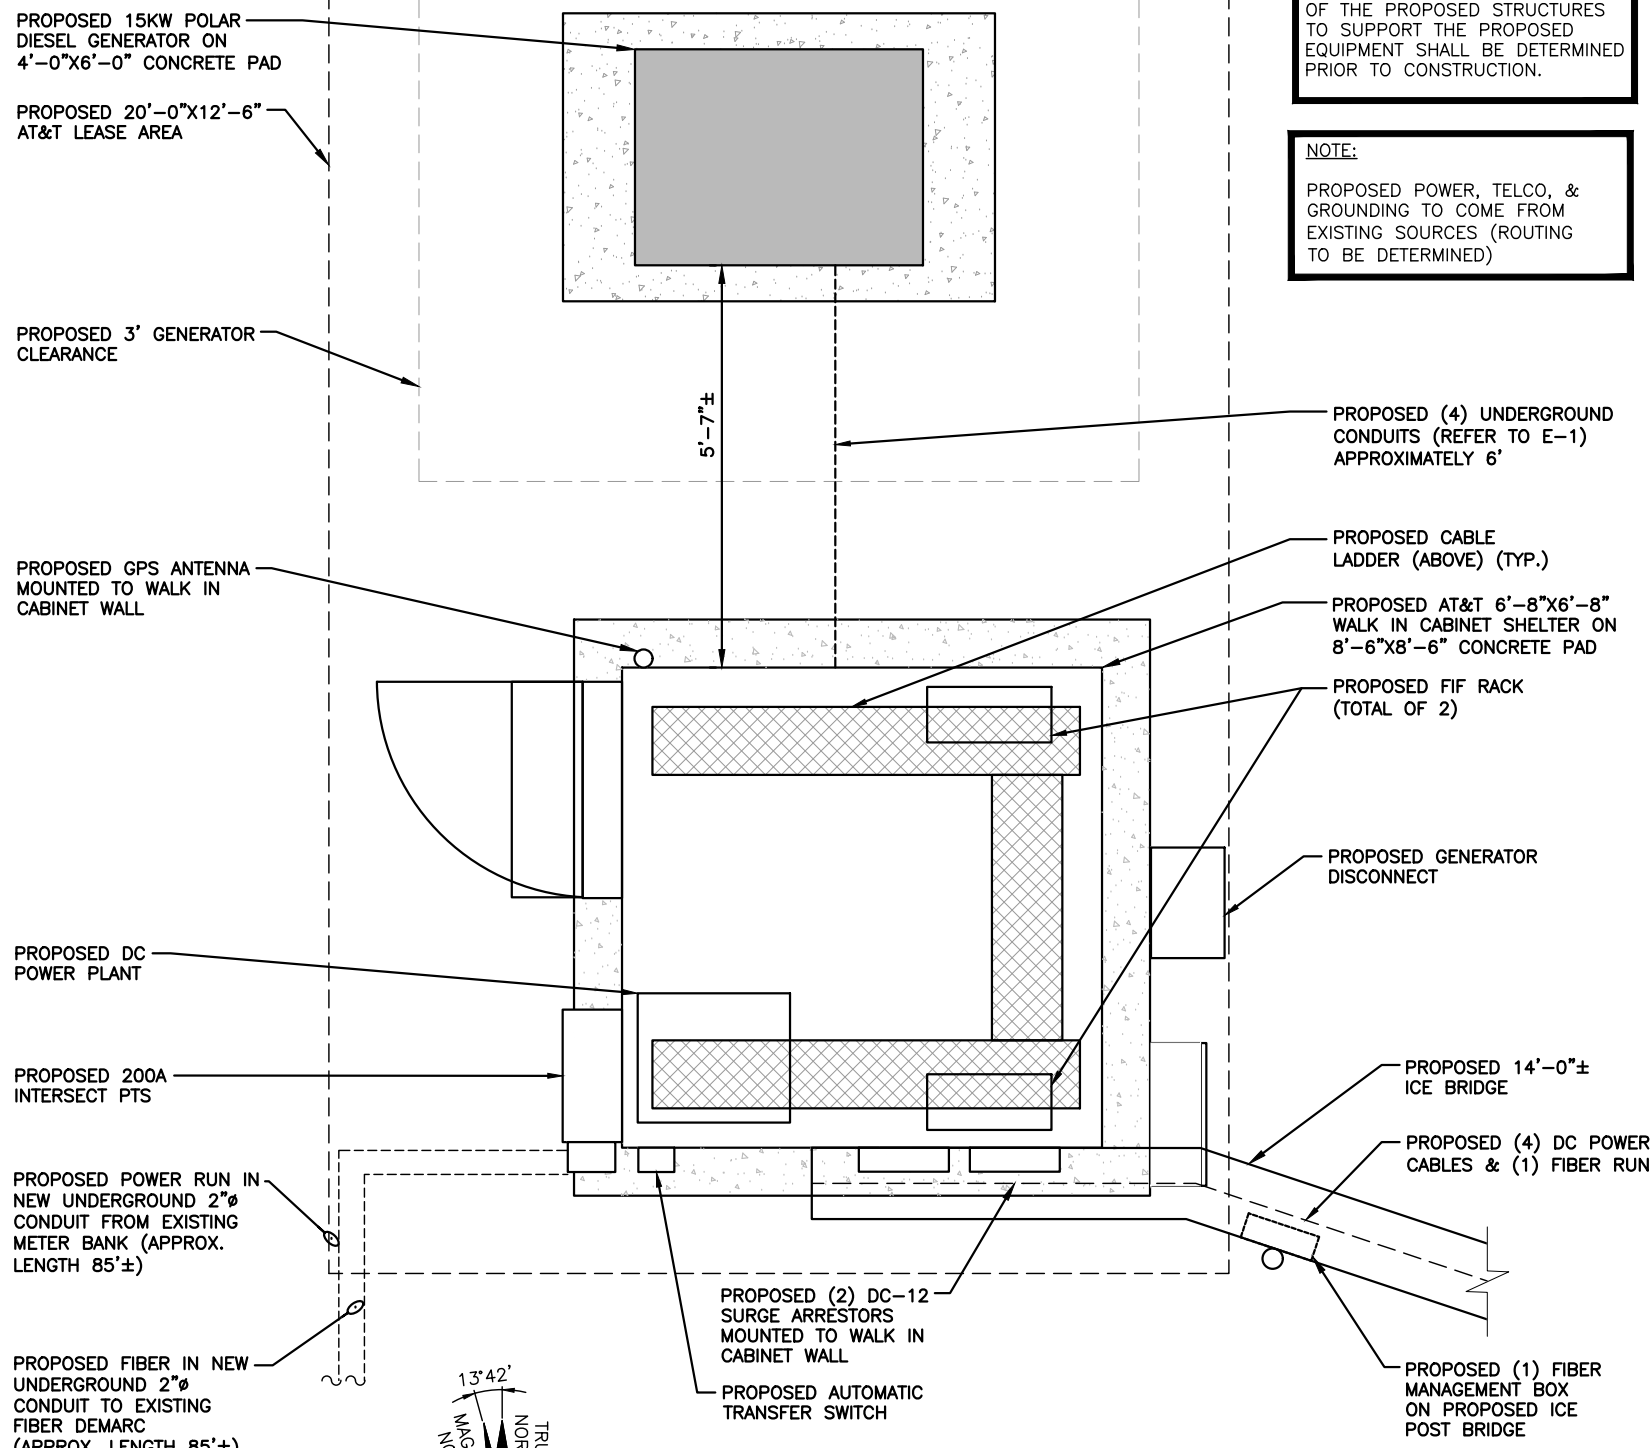 PROPOSED 15KW POLAR
DIESEL GENERATOR ON
4'-0"X6'-0" CONCRETE PAD
PROPOSED 20'-0"X12'-6"
AT&T LEASE AREA
PROPOSED 3' GENERATOR
CLEARANCE
PROPOSED GPS ANTENNA
MOUNTED TO WALK IN
CABINET WALL
PROPOSED DC
POWER PLANT
PROPOSED 200A
INTERSECT PTS
PROPOSED POWER RUN IN
NEW UNDERGROUND 2"ø
CONDUIT FROM EXISTING
METER BANK (APPROX.
LENGTH 85'±)
PROPOSED FIBER IN NEW
UNDERGROUND 2"ø
CONDUIT TO EXISTING
FIBER DEMARC
(APPROX. LENGTH 85'±)
5'-7"±
13°42'
PROPOSED (2) DC-12
SURGE ARRESTORS
MOUNTED TO WALK IN
CABINET WALL
PROPOSED AUTOMATIC
TRANSFER SWITCH
OF THE PROPOSED STRUCTURES
TO SUPPORT THE PROPOSED
EQUIPMENT SHALL BE DETERMINED
PRIOR TO CONSTRUCTION.
NOTE:
PROPOSED POWER, TELCO, &
GROUNDING TO COME FROM
EXISTING SOURCES (ROUTING
TO BE DETERMINED)
PROPOSED (4) UNDERGROUND
CONDUITS (REFER TO E-1)
APPROXIMATELY 6'
PROPOSED CABLE
LADDER (ABOVE) (TYP.)
PROPOSED AT&T 6'-8"X6'-8"
WALK IN CABINET SHELTER ON
8'-6"X8'-6" CONCRETE PAD
PROPOSED FIF RACK
(TOTAL OF 2)
PROPOSED GENERATOR
DISCONNECT
PROPOSED 14'-0"±
ICE BRIDGE
PROPOSED (4) DC POWER
CABLES & (1) FIBER RUN
PROPOSED (1) FIBER
MANAGEMENT BOX
ON PROPOSED ICE
POST BRIDGE